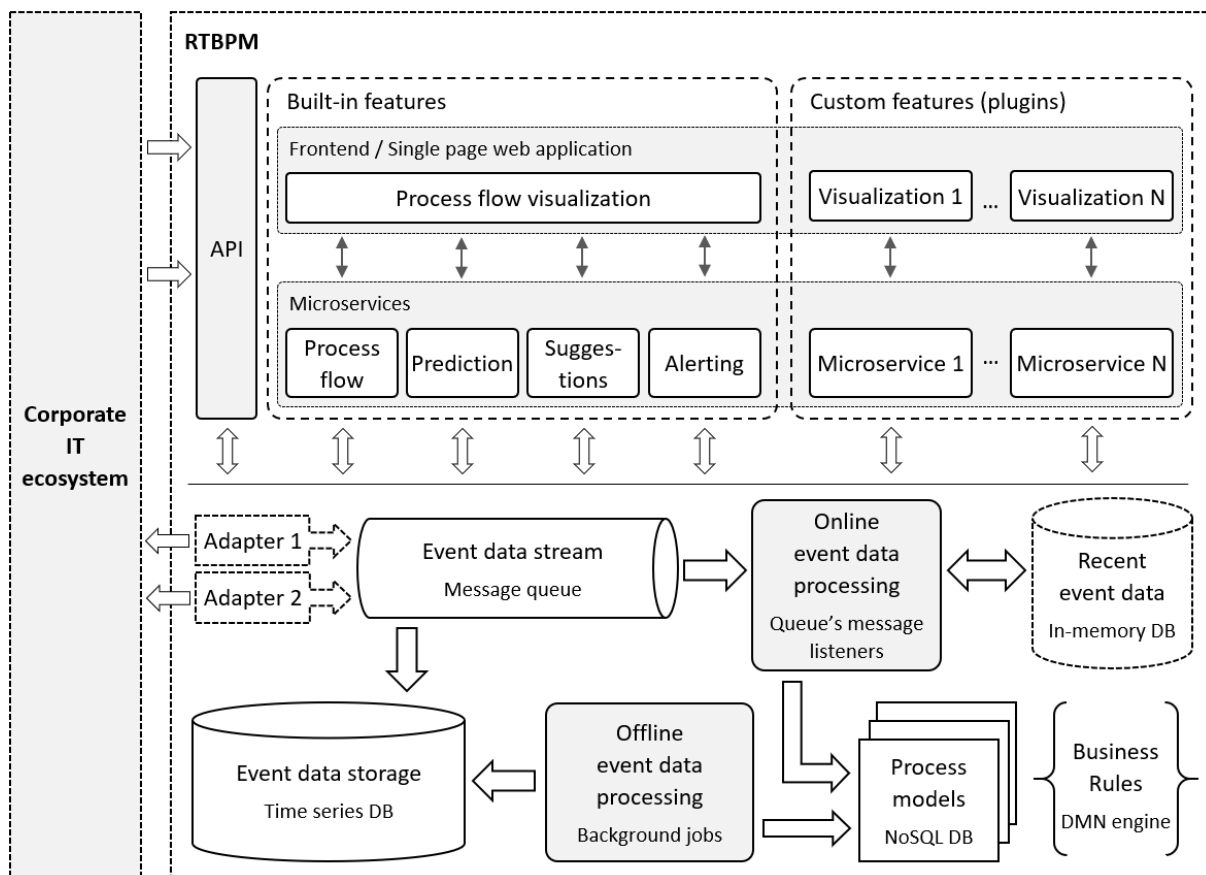 RTBPM
Built-in features
Custom features (plugins)
Frontend / Single page web application
Process flow visualization
Visualization 1
...
Visualization N
API
Microservices
Process
flow
Prediction
Sugges-
tions
Alerting
Microservice 1
...
Microservice N
Corporate
IT
ecosystem
Adapter 1
Adapter 2
Event data stream
Message queue
Online
event data
processing
Queue's message
listeners
Recent
event data
In-memory DB
Event data storage
Time series DB
Offline
event data
processing
Background jobs
Process
models
NoSQL DB
Business
Rules
DMN engine